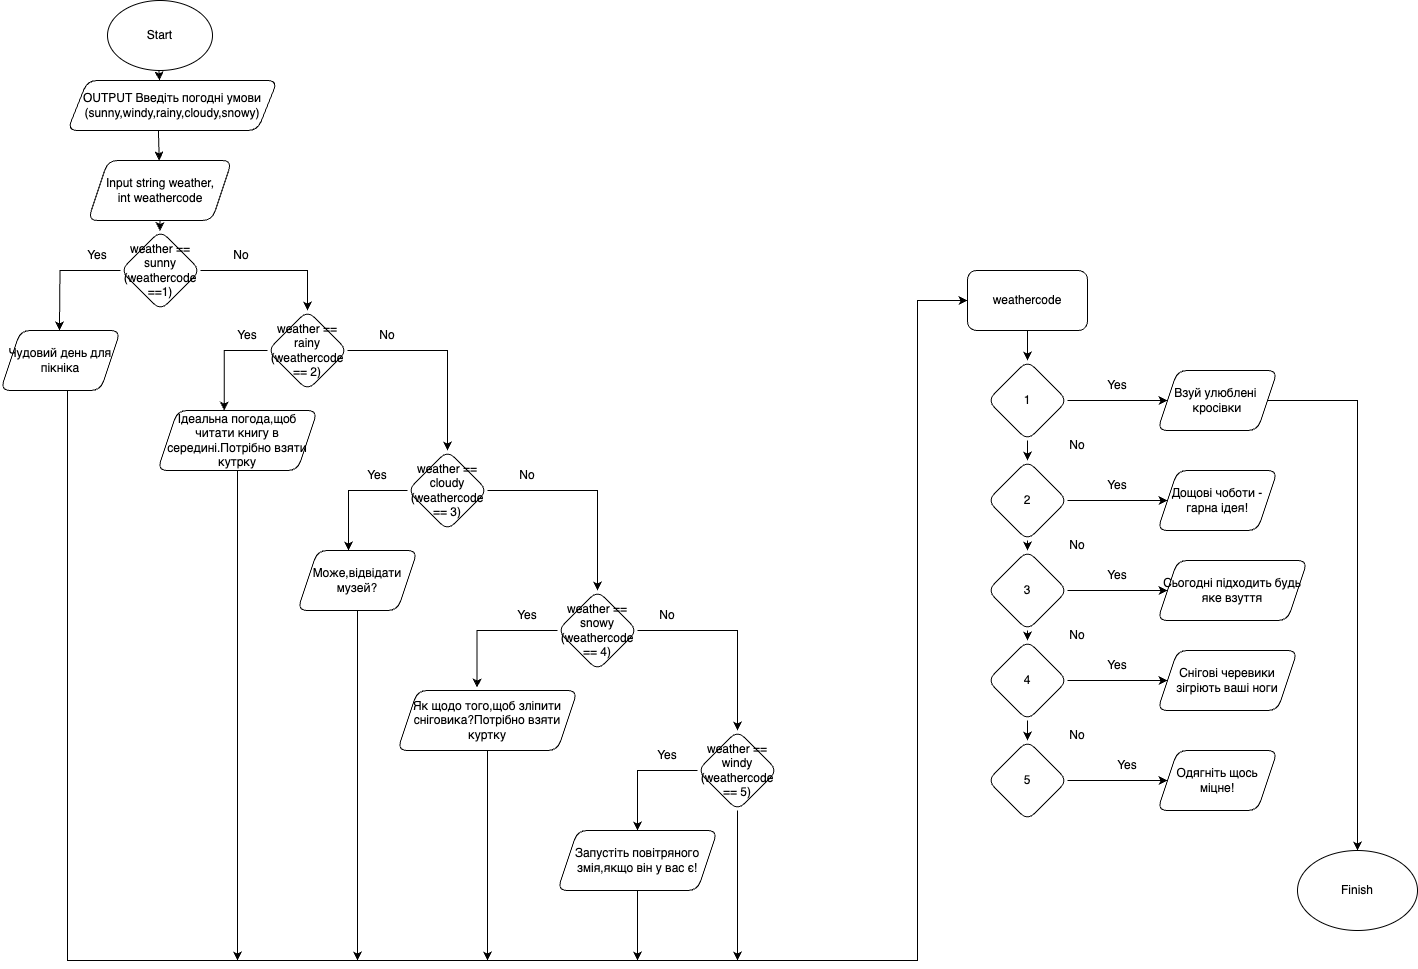 Start
OUTPUT Введіть погодні умови
(sunny,windy,rainy,cloudy,snowy)
Input string weather,
int weathercode
weather ==
sunny
(weathercode
==1)
Yes
No
Чудовий день для
пікніка
weather ==
rainy
(weathercode
== 2)
Yes
No
Ідеальна погода,щоб
читати книгу в
середині.Потрібно взяти
кутрку
weather ==
cloudy
(weathercode
== 3)
Yes
No
Може,відвідати
музей?
weather ==
snowy
(weathercode
== 4)
Yes
No
Як щодо того,щоб зліпити
сніговика?Потрібно взяти
куртку
weather ==
windy
(weathercode
== 5)
Yes
Запустіть повітряного
змія,якщо він у вас є!
weathercode
1
Yes
Взуй улюблені
кросівки
No
2
Yes
Дощові чоботи -
гарна ідея!
No
3
Yes
Сьогодні підходить будь
яке взуття
No
4
Yes
Снігові черевики
зігріють ваші ноги
No
5
Yes
Одягніть щось
міцне!
Finish